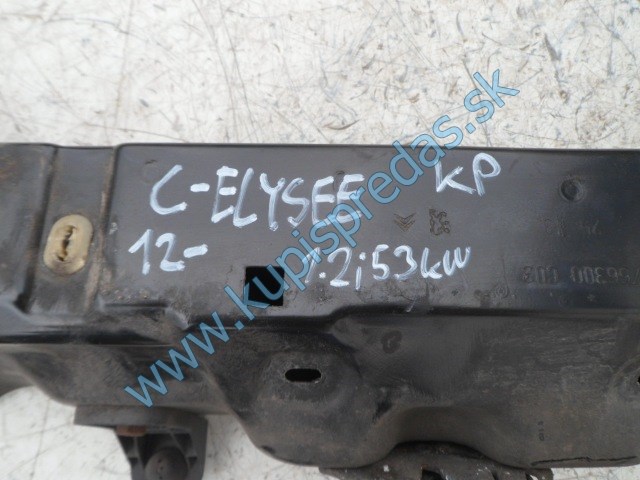 C-ELYSEE KP
12- 1.2i 53kW
www.kupispredas.sk